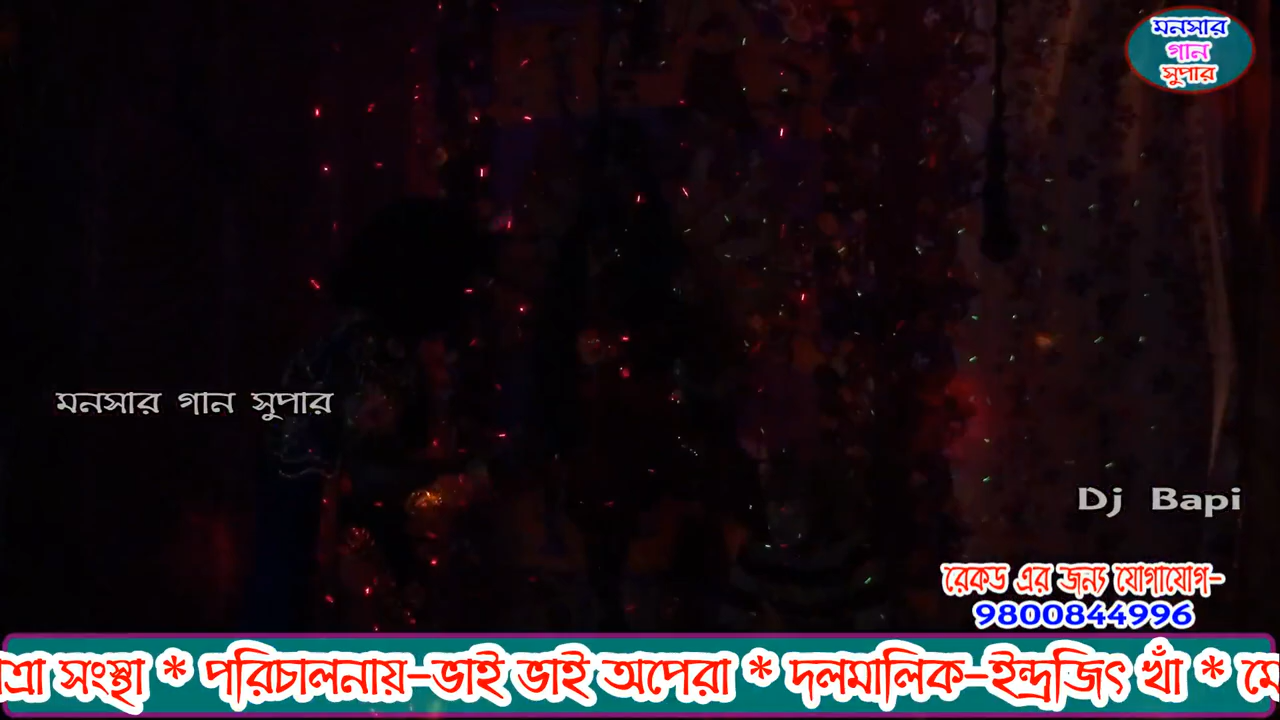 মনসার
গান
সুপার
মনসার গান সুপার
Dj Bapi
রেকড এর জন্য যোগাযোগ-
9800844996
সংস্থা * পরিচালনায়-ভাই ভাই অপেরা * দলমালিক-ইন্দ্রজিৎ খাঁ *